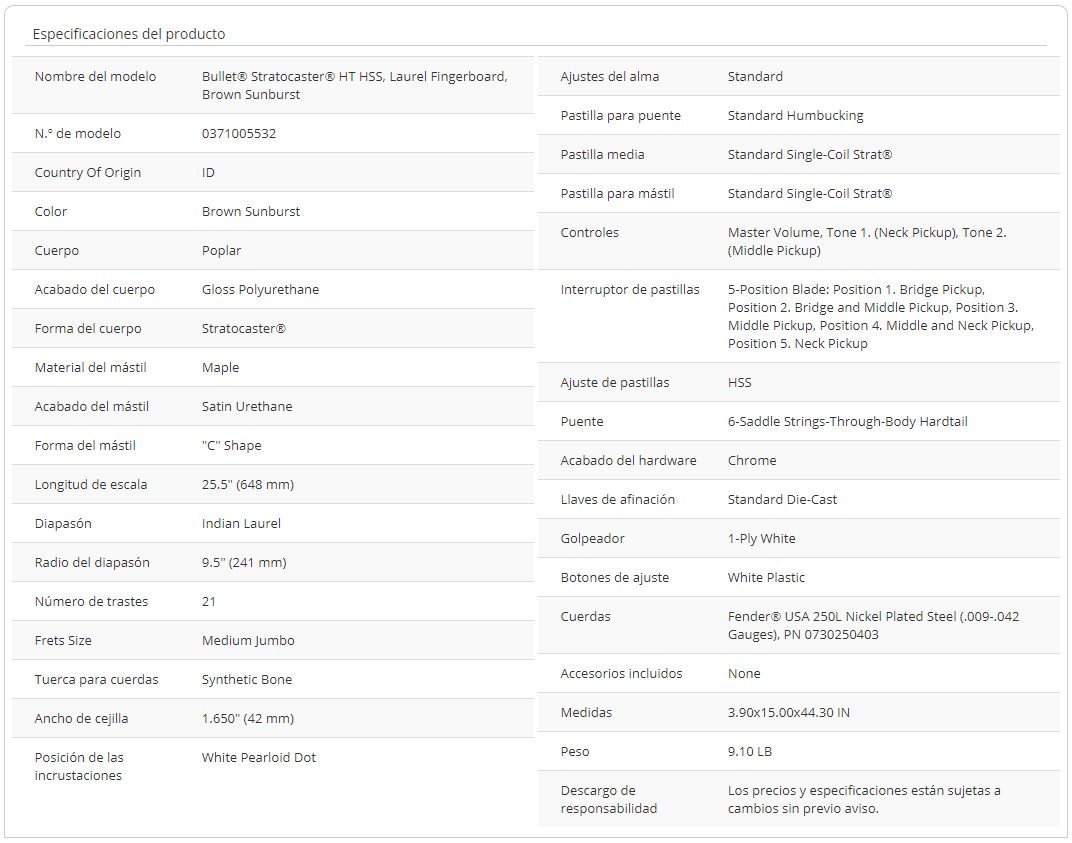 Especificaciones del producto
Nombre del modelo Bullet® Stratocaster® HT HSS, Laurel Fingerboard,
Brown Sunburst
N.º de modelo 0371005532
Country Of Origin ID
Color Brown Sunburst
Cuerpo Poplar
Acabado del cuerpo Gloss Polyurethane
Forma del cuerpo Stratocaster®
Material del mástil Maple
Acabado del mástil Satin Urethane
Forma del mástil "C" Shape
Longitud de escala 25.5" (648 mm)
Diapasón Indian Laurel
Radio del diapasón 9.5" (241 mm)
Número de trastes 21
Frets Size Medium Jumbo
Tuerca para cuerdas Synthetic Bone
Ancho de cejilla 1.650" (42 mm)
Posición de las White Pearloid Dot
incrustaciones
Ajustes del alma Standard
Pastilla para puente Standard Humbucking
Pastilla media Standard Single-Coil Strat®
Pastilla para mástil Standard Single-Coil Strat®
Controles Master Volume, Tone 1. (Neck Pickup), Tone 2.
(Middle Pickup)
Interruptor de pastillas 5-Position Blade: Position 1. Bridge Pickup,
Position 2. Bridge and Middle Pickup, Position 3.
Middle Pickup, Position 4. Middle and Neck Pickup,
Position 5. Neck Pickup
Ajuste de pastillas HSS
Puente 6-Saddle Strings-Through-Body Hardtail
Acabado del hardware Chrome
Llaves de afinación Standard Die-Cast
Golpeador 1-Ply White
Botones de ajuste White Plastic
Cuerdas Fender® USA 250L Nickel Plated Steel (.009-.042
Gauges), PN 0730250403
Accesorios incluidos None
Medidas 3.90x15.00x44.30 IN
Peso 9.10 LB
Descargo de Los precios y especificaciones están sujetas a
responsabilidad cambios sin previo aviso.